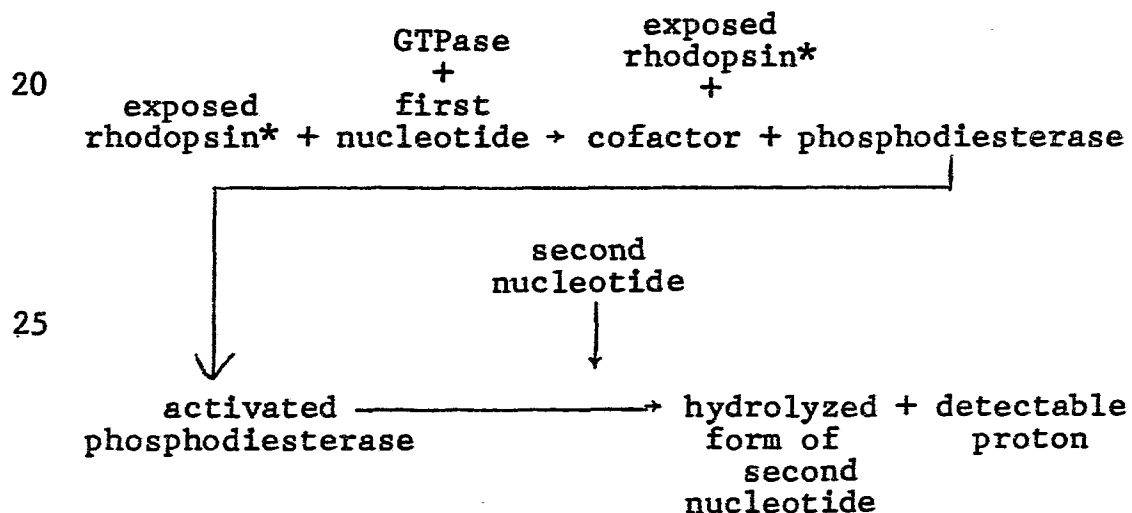 exposed
GTPase rhodopsin*
20 + +
exposed first
rhodopsin* + nucleotide → cofactor + phosphodiesterase
second
nucleotide
25
activated → hydrolyzed + detectable
phosphodiesterase form of proton
second
nucleotide